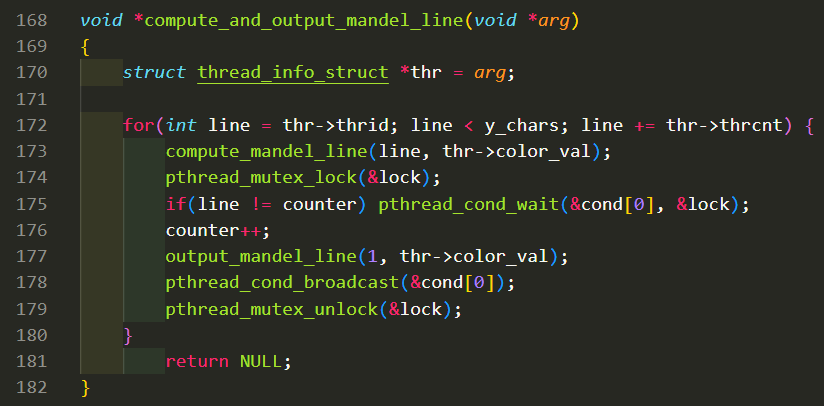 168 void *compute_and_output_mandel_line(void *arg)
169 {
170     struct thread_info_struct *thr = arg;
171
172     for(int line = thr->thrid; line < y_chars; line += thr->thrcnt) {
173         compute_mandel_line(line, thr->color_val);
174         pthread_mutex_lock(&lock);
175         if(line != counter) pthread_cond_wait(&cond[0], &lock);
176         counter++;
177         output_mandel_line(1, thr->color_val);
178         pthread_cond_broadcast(&cond[0]);
179         pthread_mutex_unlock(&lock);
180     }
181         return NULL;
182 }